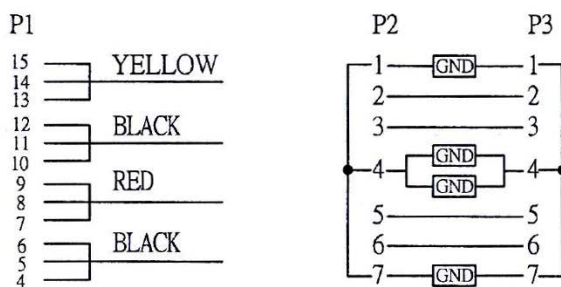 P1
15
YELLOW
14
13
12
BLACK
11
10
9
RED
8
7
6
BLACK
5
4
P2 P3
1 GND 1
2 2
3 3
GND
4 4
GND
5 5
6 6
7 GND 7